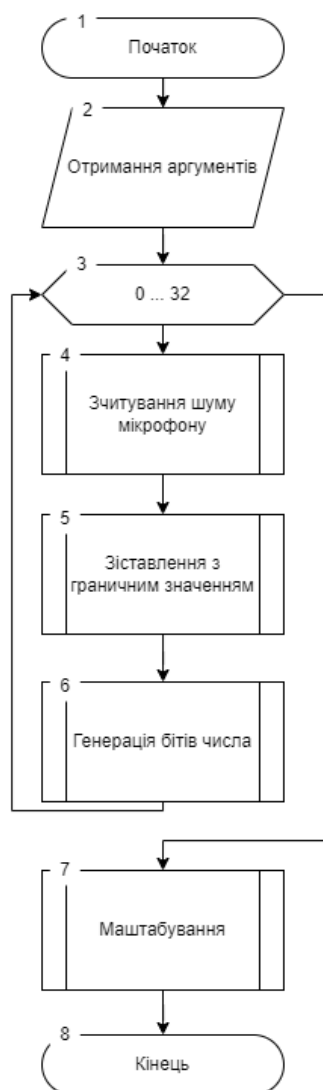 1
Початок
2
Отримання аргументів
3
0 ... 32
4
Зчитування шуму
мікрофону
5
Зіставлення з
граничним значенням
6
Генерація бітів числа
7
Маштабування
8
Кінець